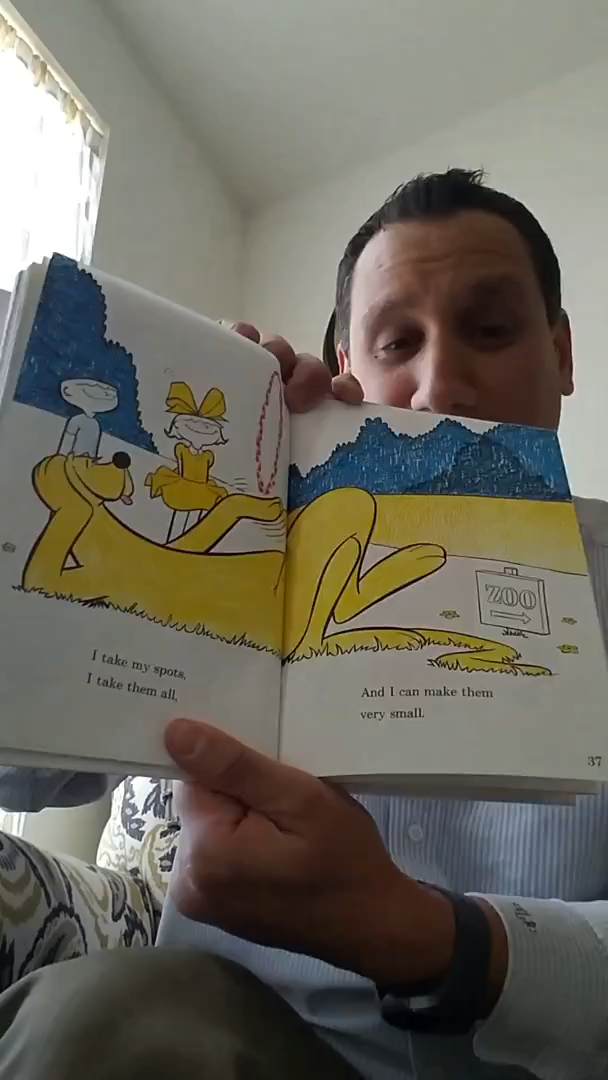 I take my spots,
I take them all,
ZOO
And I can make them
very small.
37